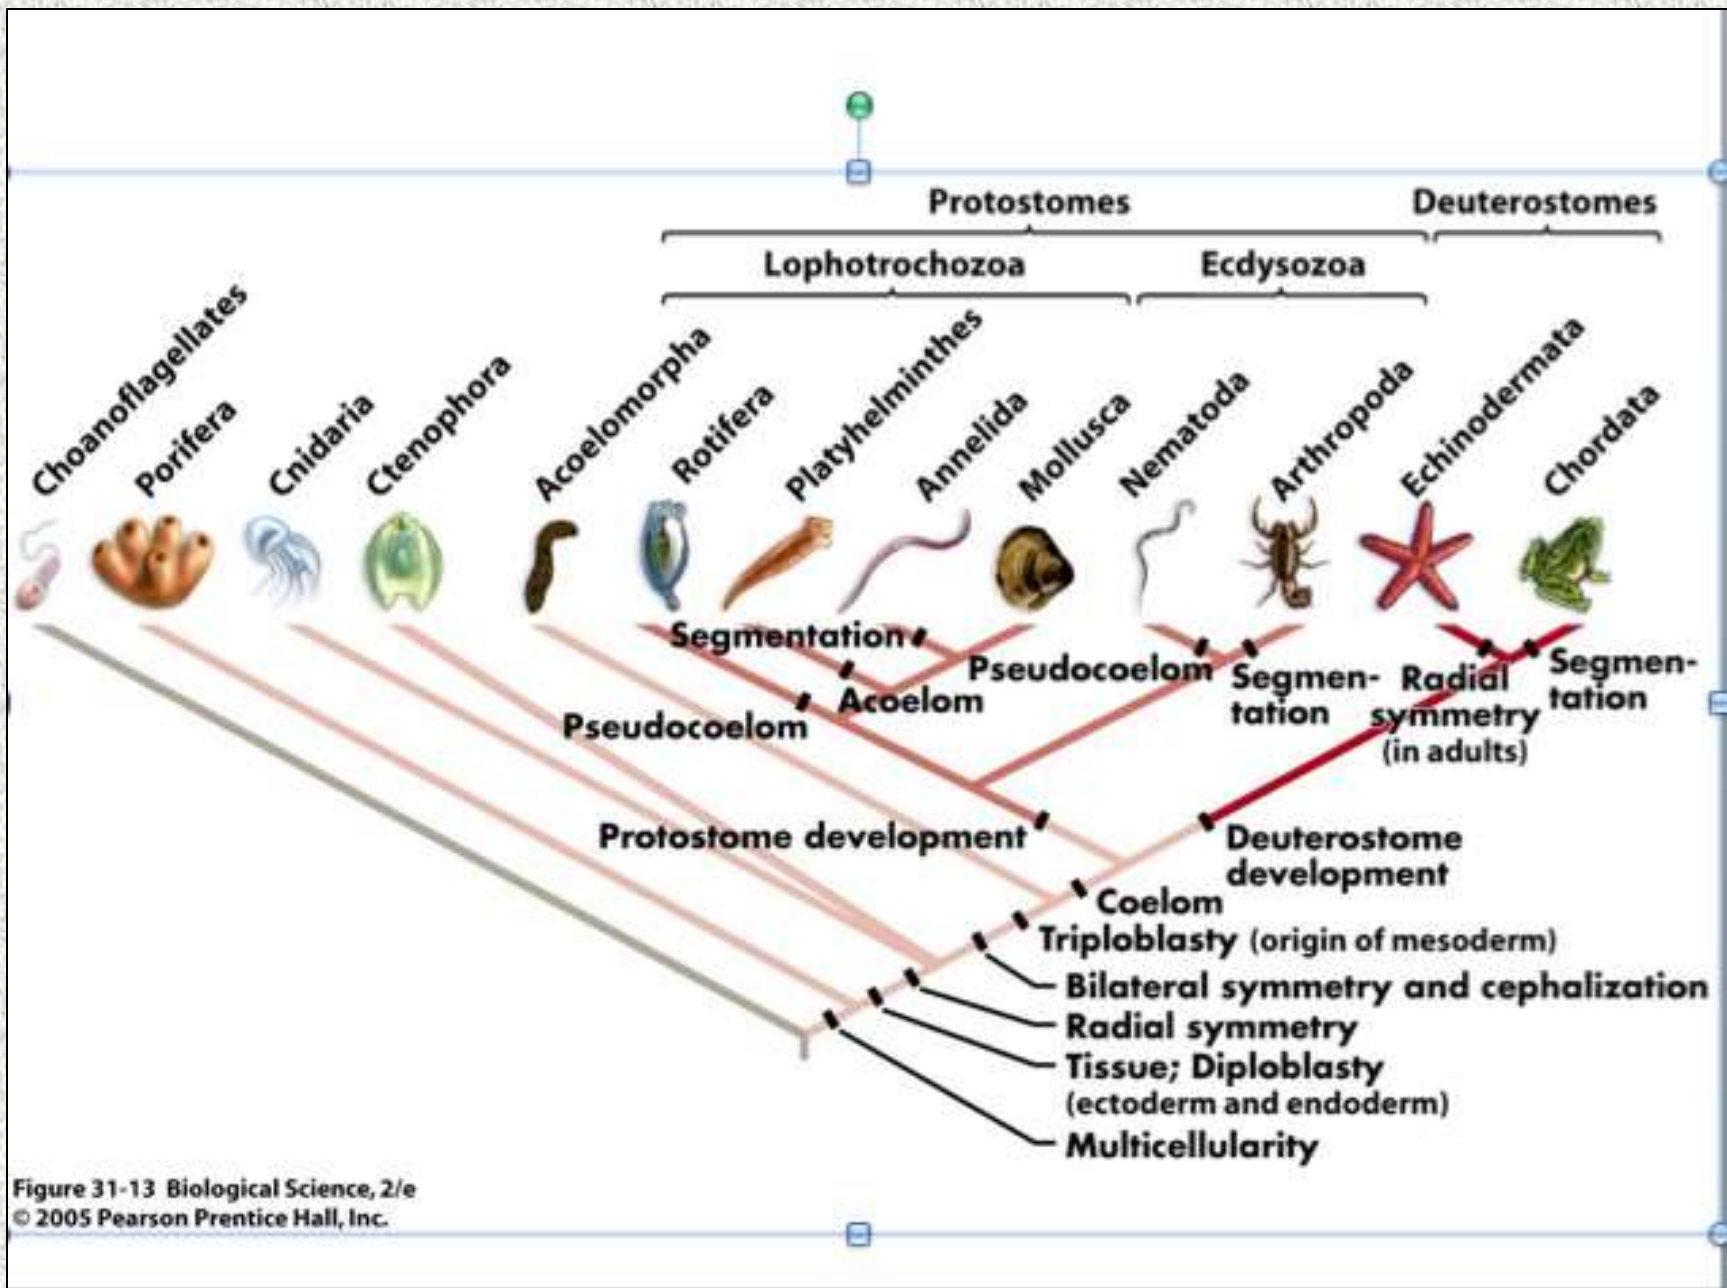 Protostomes
Deuterostomes
Lophotrochozoa
Ecdysozoa
Choanoflagellates
Porifera
Cnidaria
Ctenophora
Acoelomorpha
Rotifera
Platyhelminthes
Annelida
Mollusca
Nematoda
Arthropoda
Echinodermata
Chordata
Segmentation
Pseudocoelom
Acoelom
Pseudocoelom
Segmen-
tation
Radial
symmetry
(in adults)
Segmen-
tation
Protostome development
Deuterostome
development
Coelom
Triploblasty (origin of mesoderm)
Bilateral symmetry and cephalization
Radial symmetry
Tissue; Diploblasty
(ectoderm and endoderm)
Multicellularity
Figure 31-13 Biological Science, 2/e
© 2005 Pearson Prentice Hall, Inc.